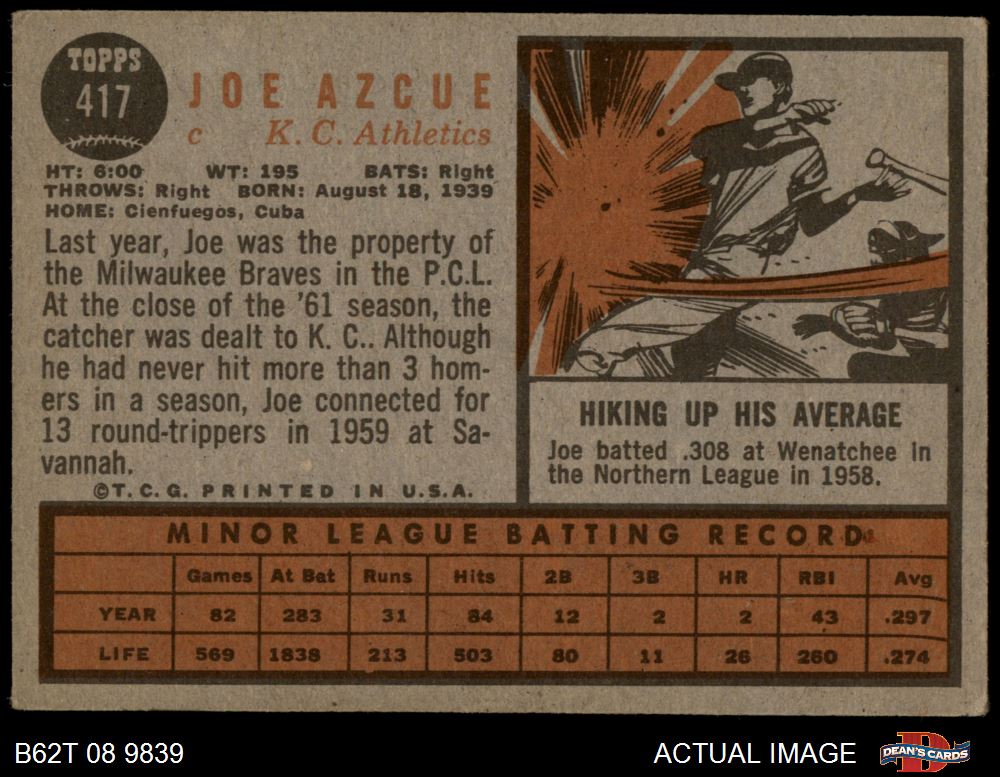 TOPPS
417
JOE AZCUE
c K. C. Athletics
HT: 6:00 WT: 195 BATS: Right
THROWS: Right BORN: August 18, 1939
HOME: Cienfuegos, Cuba
Last year, Joe was the property of
the Milwaukee Braves in the P.C.L.
At the close of the '61 season, the
catcher was dealt to K. C.. Although
he had never hit more than 3 hom-
ers in a season, Joe connected for
13 round-trippers in 1959 at Sa-
vannah.
©T. C. G. PRINTED IN U.S.A.
HIKING UP HIS AVERAGE
Joe batted .308 at Wenatchee in
the Northern League in 1958.
MINOR LEAGUE BATTING RECORD
Games At Bat Runs Hits 2B 3B HR RBI Avg
YEAR 82 283 31 84 12 2 2 43 .297
LIFE 569 1838 213 503 80 11 26 260 .274
B62T 08 9839
ACTUAL IMAGE
DEAN'S CARDS